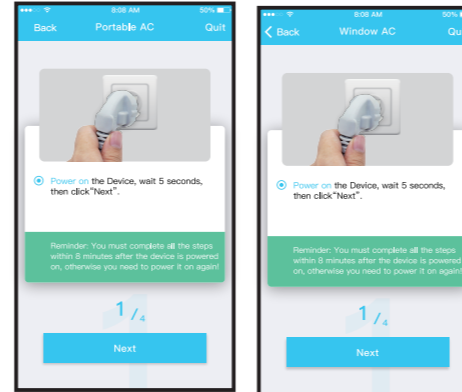 8:08 AM 50%
Back Portable AC Quit
Power on the Device, wait 5 seconds,
then click“Next”.
Reminder: You must complete all the steps
within 8 minutes after the device is powered
on, otherwise you need to power it on again!
1/4
Next
8:08 AM 50%
Back Window AC Qu
Power on the Device, wait 5 seconds,
then click“Next”.
Reminder: You must complete all the steps
within 8 minutes after the device is powered
on, otherwise you need to power it on again!
1/4
Next